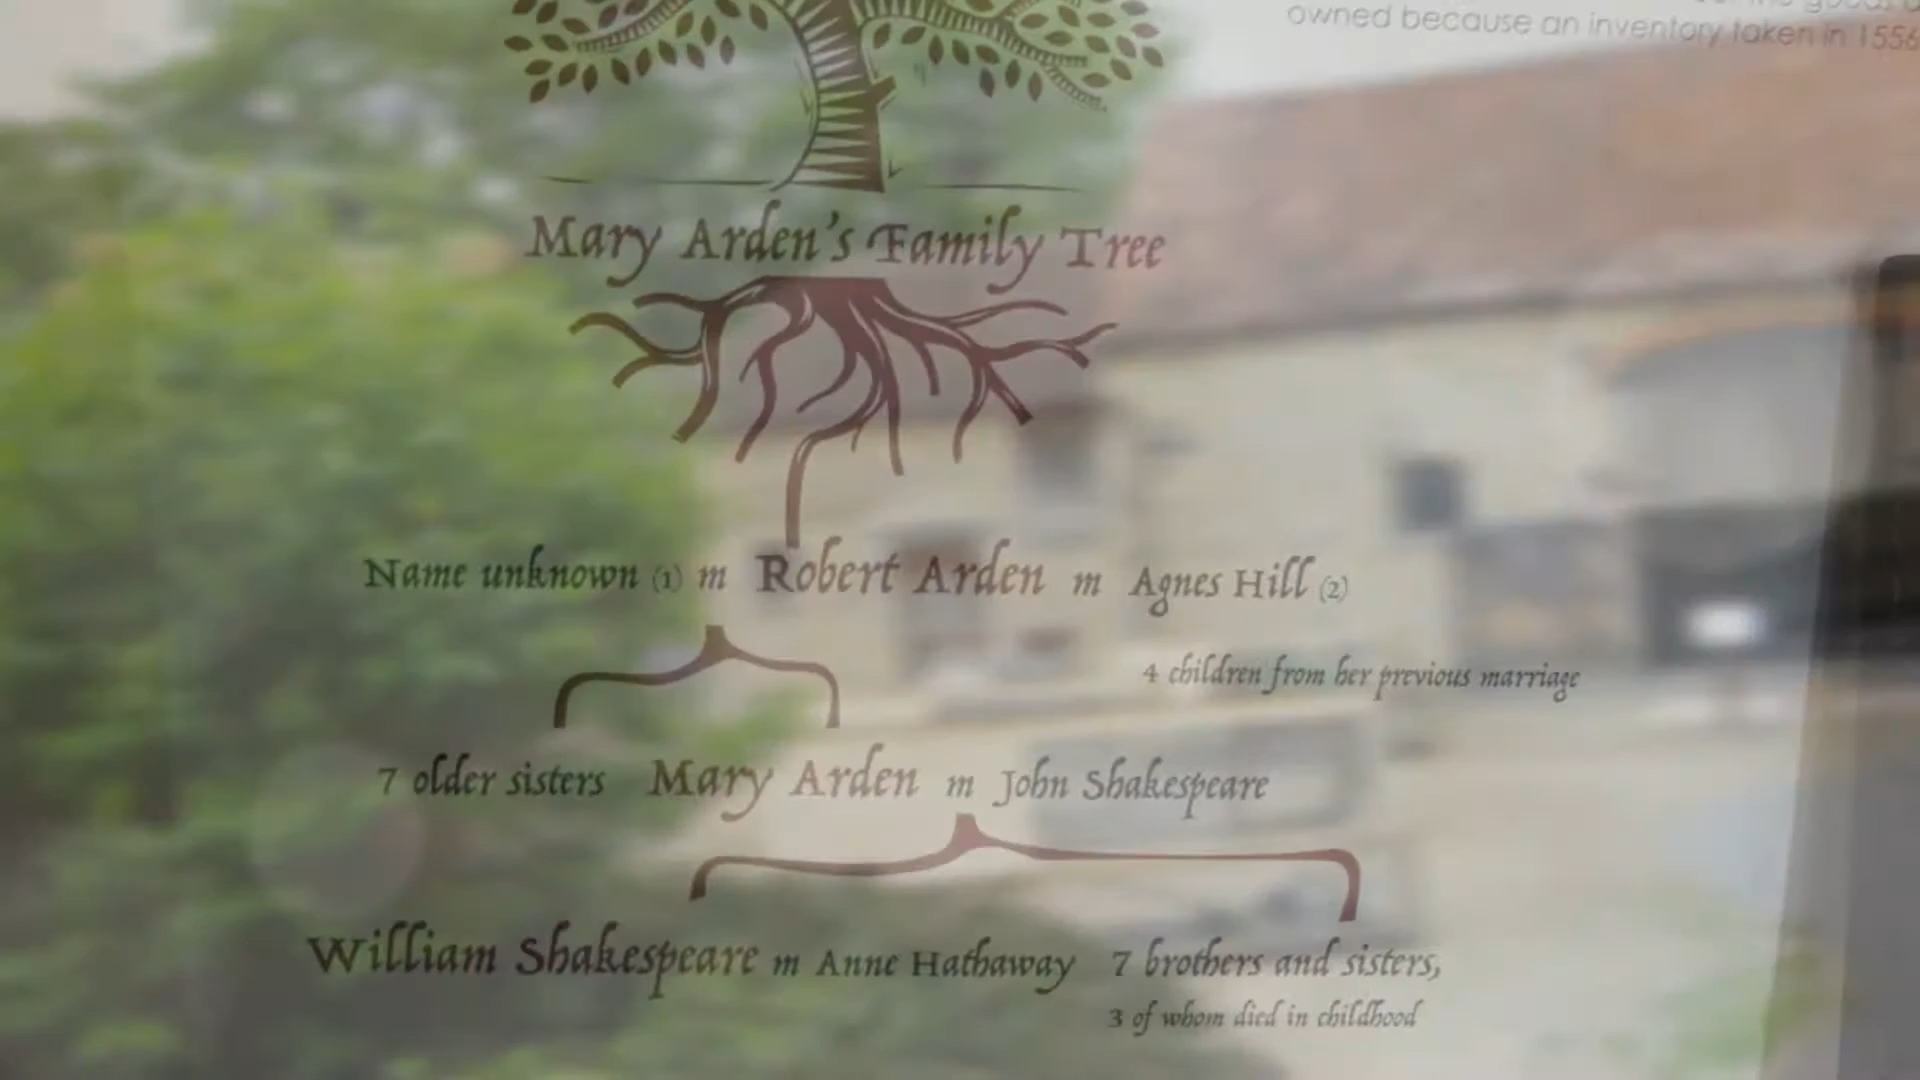 owned because an inventory taken in 1556
Mary Arden's Family Tree
Name unknown (1) m Robert Arden m Agnes Hill (2)
4 children from her previous marriage
7 older sisters Mary Arden m John Shakespeare
William Shakespeare m Anne Hathaway 7 brothers and sisters,
3 of whom died in childhood